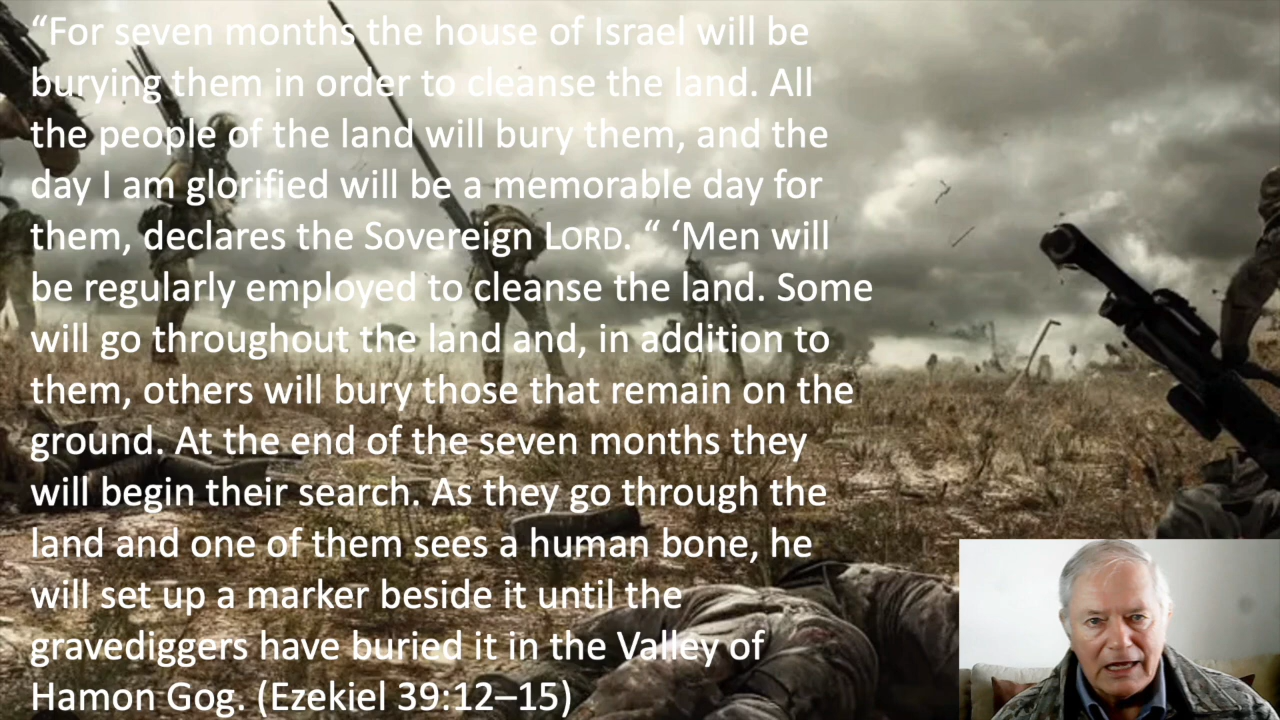 “For seven months the house of Israel will be
burying them in order to cleanse the land. All
the people of the land will bury them, and the
day I am glorified will be a memorable day for
them, declares the Sovereign LORD. “ ‘Men will
be regularly employed to cleanse the land. Some
will go throughout the land and, in addition to
them, others will bury those that remain on the
ground. At the end of the seven months they
will begin their search. As they go through the
land and one of them sees a human bone, he
will set up a marker beside it until the
gravediggers have buried it in the Valley of
Hamon Gog. (Ezekiel 39:12–15)